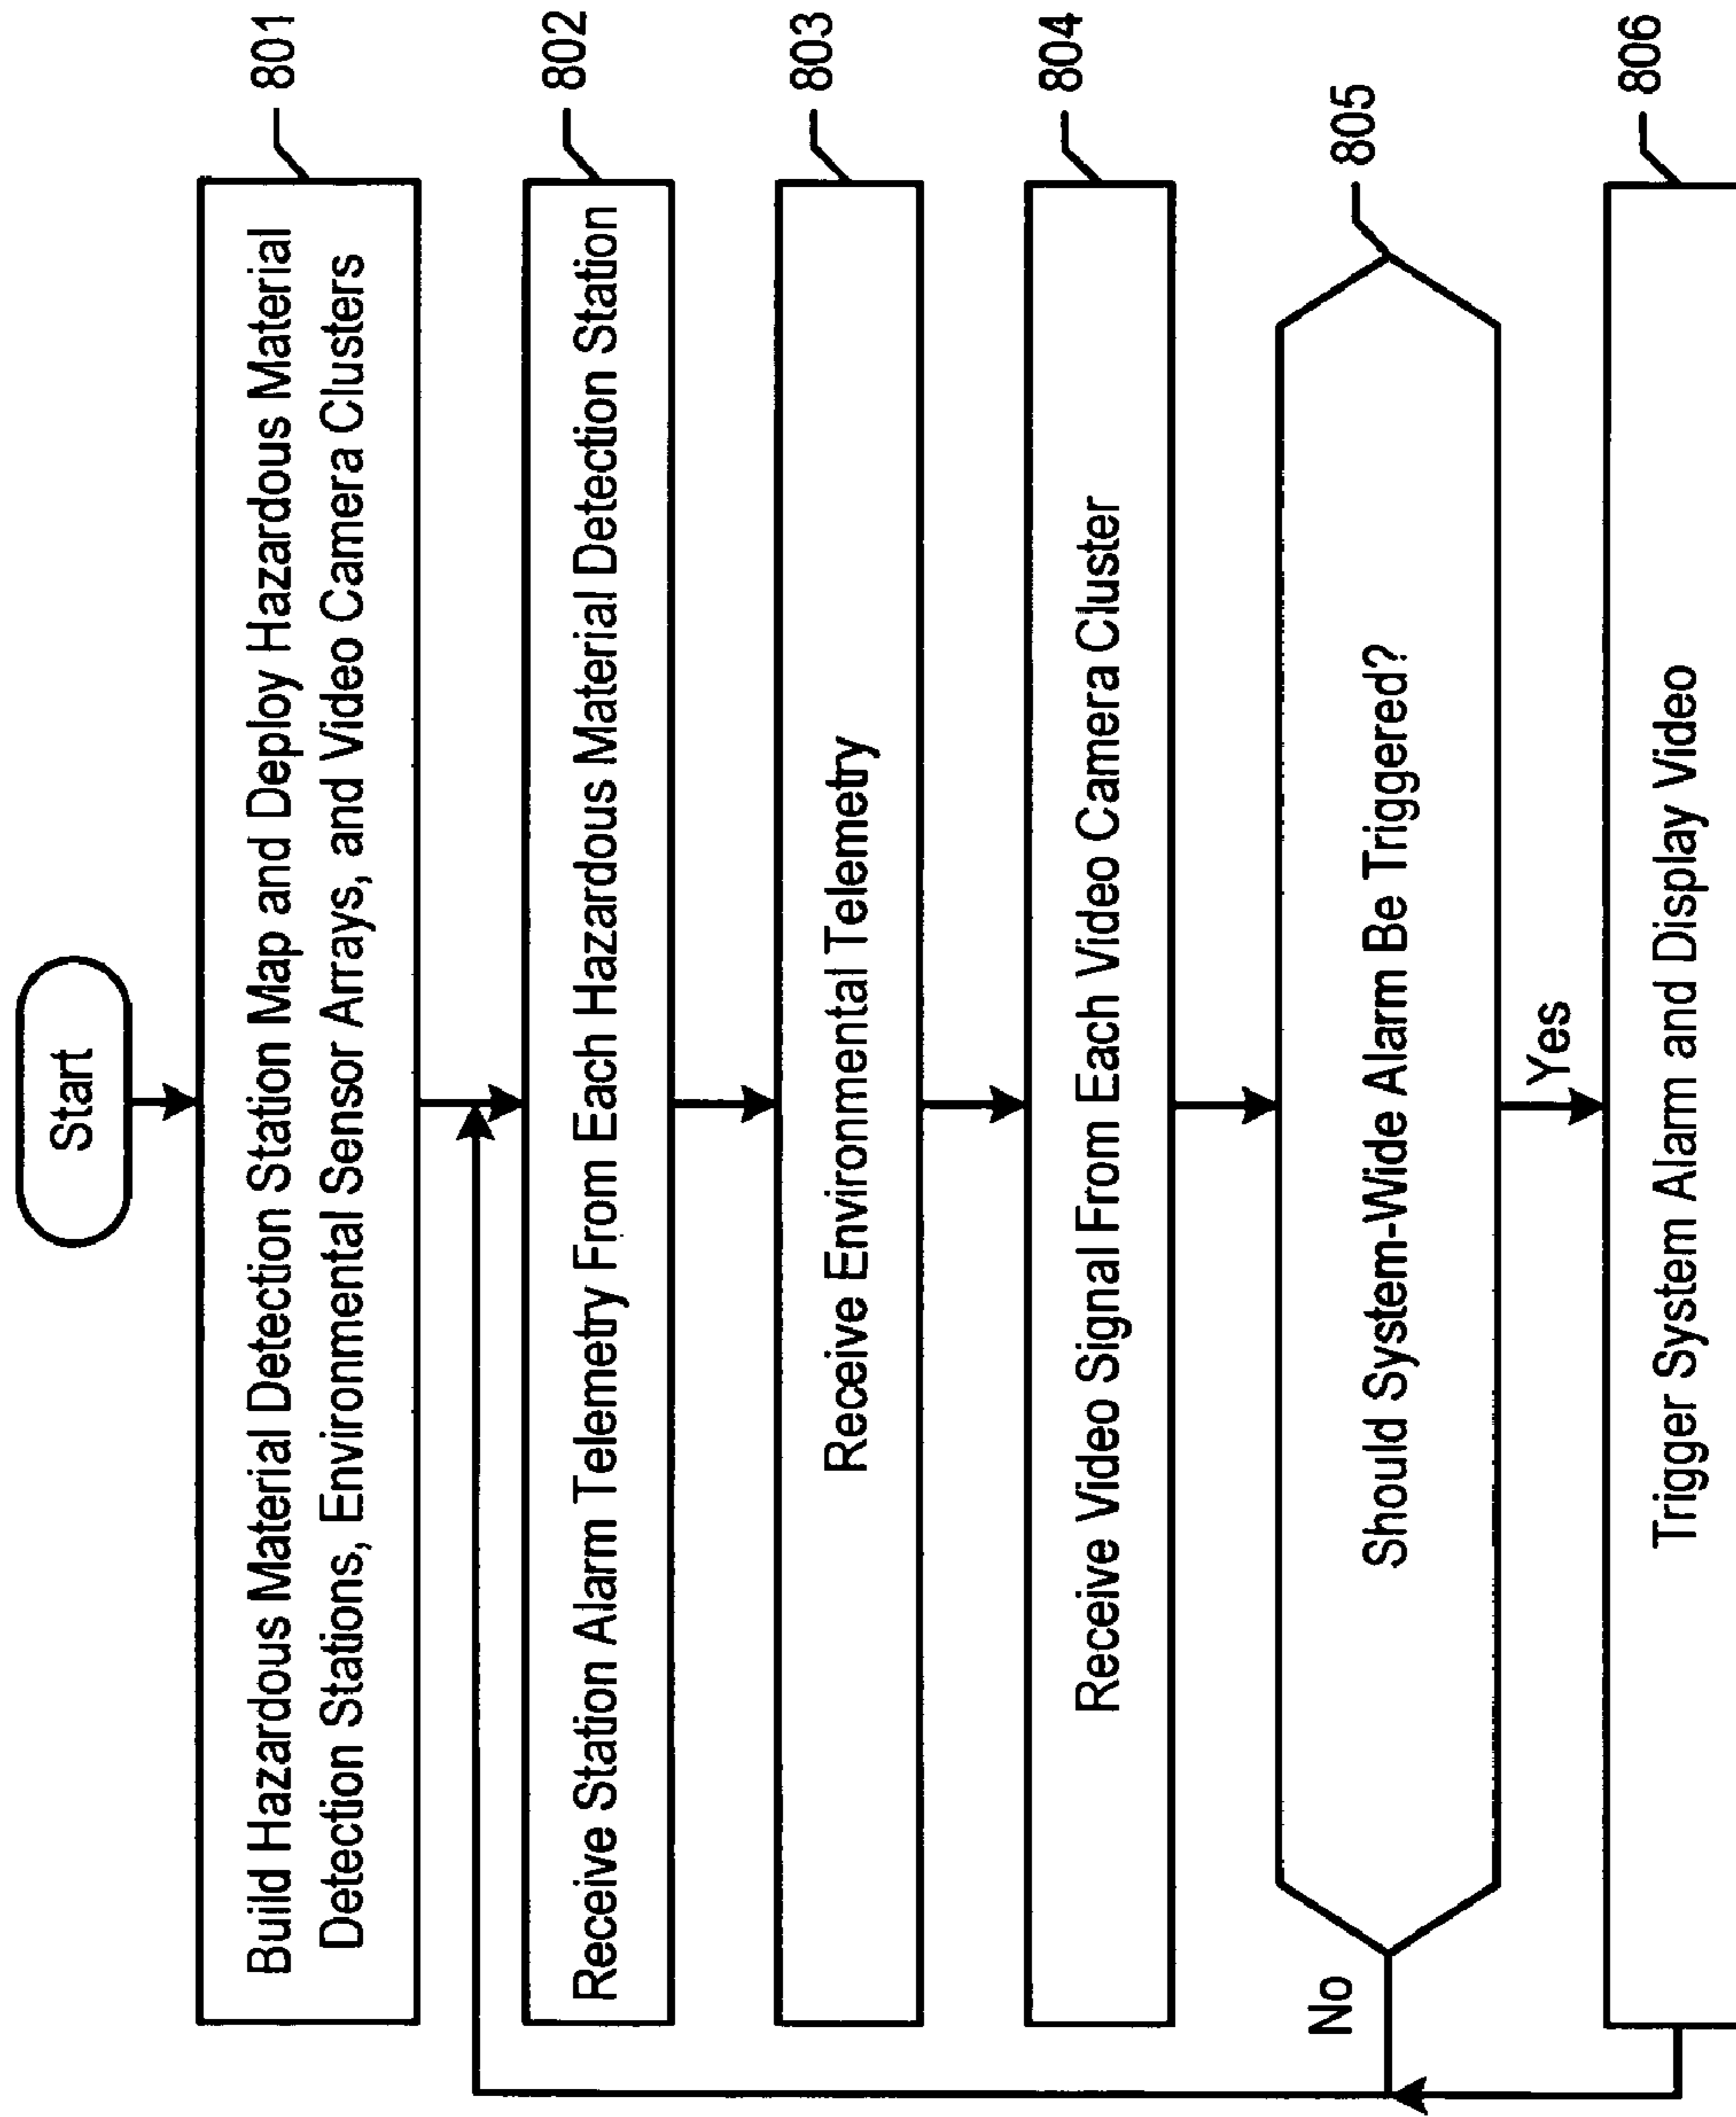 Start
Build Hazardous Material Detection Station Map and Deploy Hazardous Material
Detection Stations, Environmental Sensor Arrays, and Video Camera Clusters
801
Receive Station Alarm Telemetry From Each Hazardous Material Detection Station
802
Receive Environmental Telemetry
803
Receive Video Signal From Each Video Camera Cluster
804
Should System-Wide Alarm Be Triggered?
805
No
Yes
Trigger System Alarm and Display Video
806